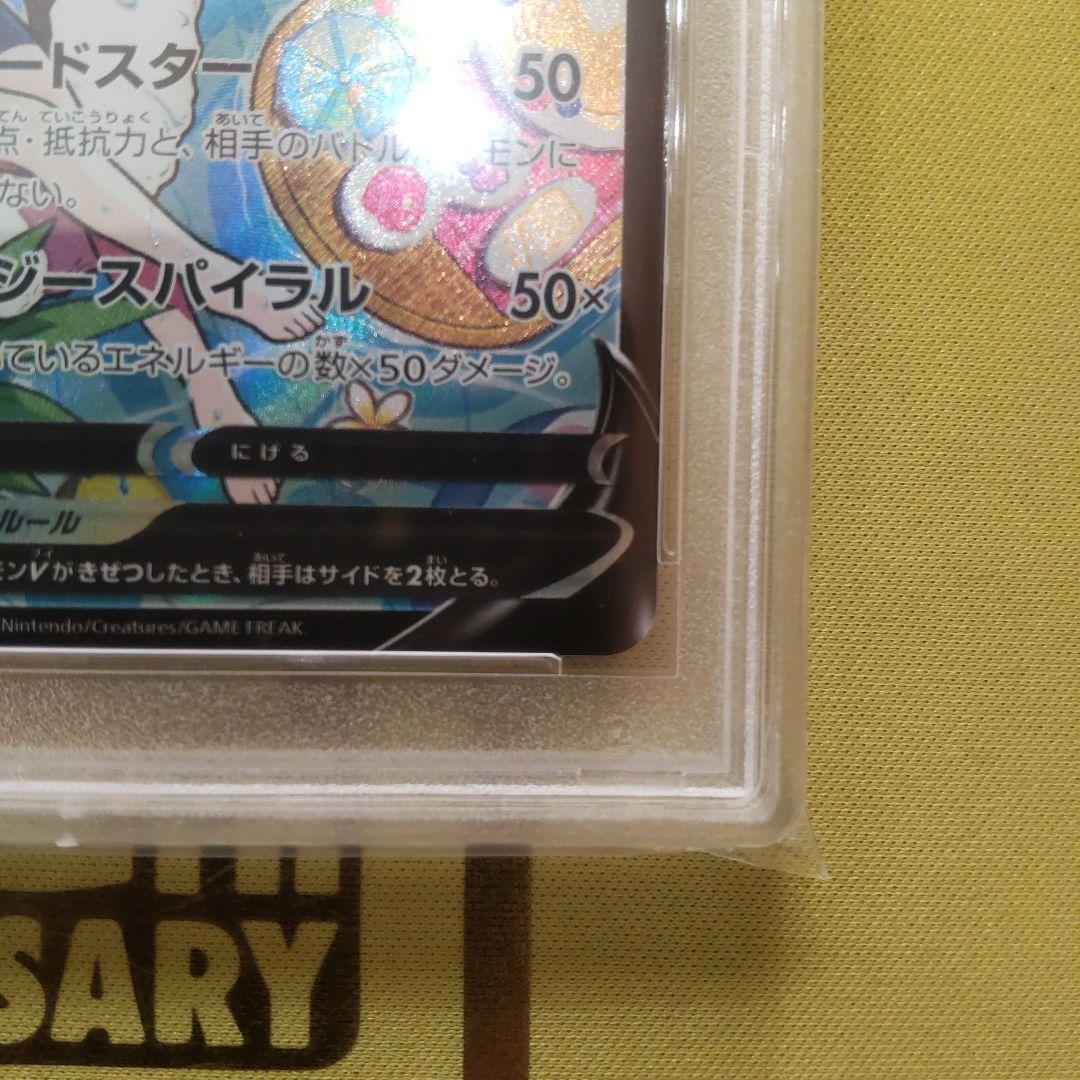 ードスター 50
点・抵抗力と、相手のバトル モンに
ない。
ジースパイラル 50×
ているエネルギーの数×50ダメージ。
にげる
ルール
モンVがきぜつしたとき、相手はサイドを2枚とる。
Nintendo/Creatures/GAME FREAK.
TH
SARY